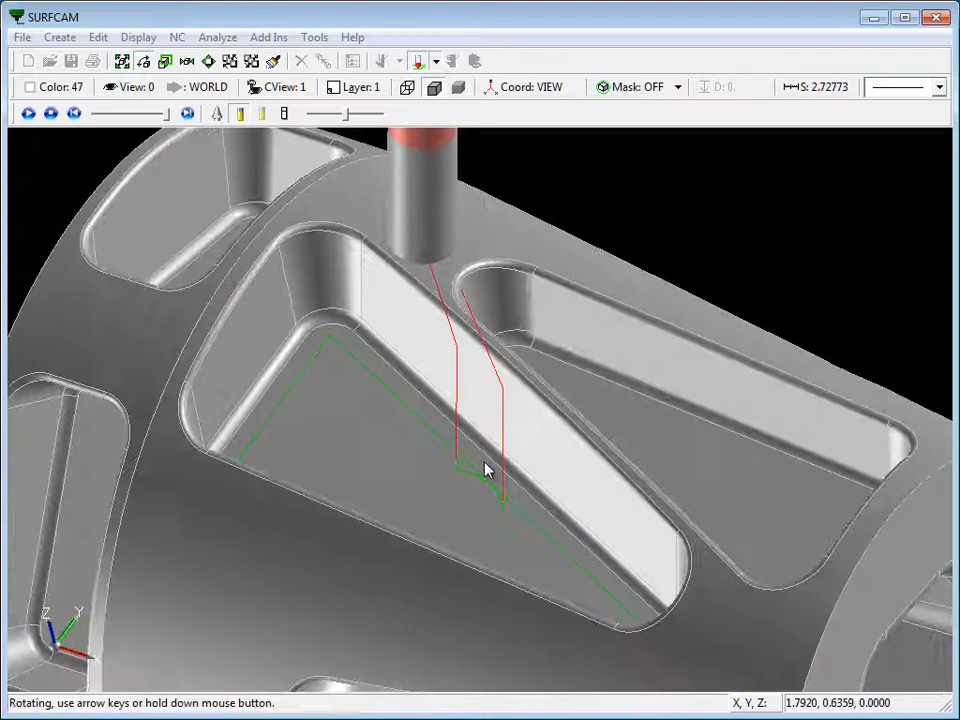 SURFCAM
File Create Edit Display NC Analyze Add Ins Tools Help
Color: 47 View: 0 : WORLD CView: 1 Layer: 1 Coord: VIEW Mask: OFF D: 0. S: 2.72773
Z Y
Rotating, use arrow keys or hold down mouse button. X, Y, Z: 1.7920, 0.6359, 0.0000